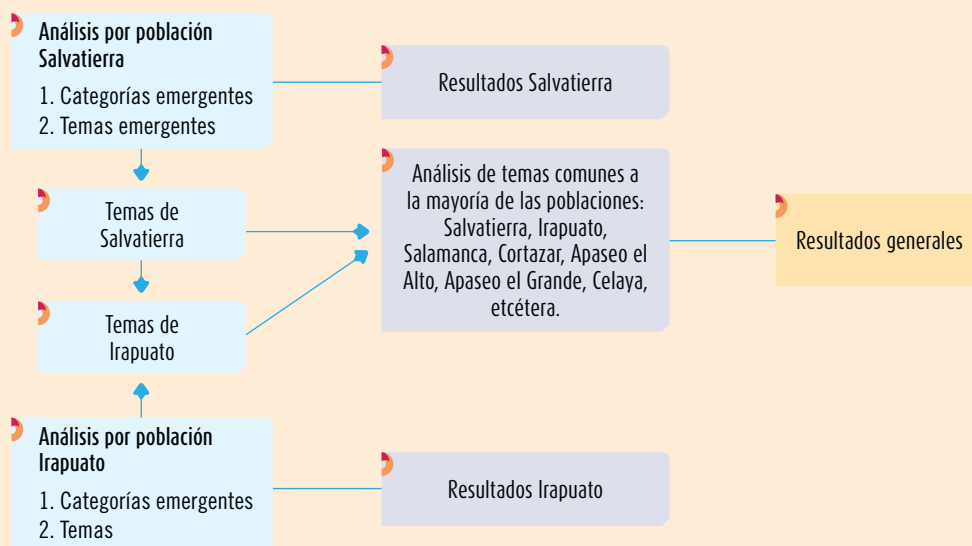 Análisis por población
Salvatierra
1. Categorías emergentes
2. Temas emergentes
Resultados Salvatierra
Temas de
Salvatierra
Análisis de temas comunes a
la mayoría de las poblaciones:
Salvatierra, Irapuato,
Salamanca, Cortazar, Apaseo el
Alto, Apaseo el Grande, Celaya,
etcétera.
Resultados generales
Temas de
Irapuato
Análisis por población
Irapuato
1. Categorías emergentes
2. Temas
Resultados Irapuato